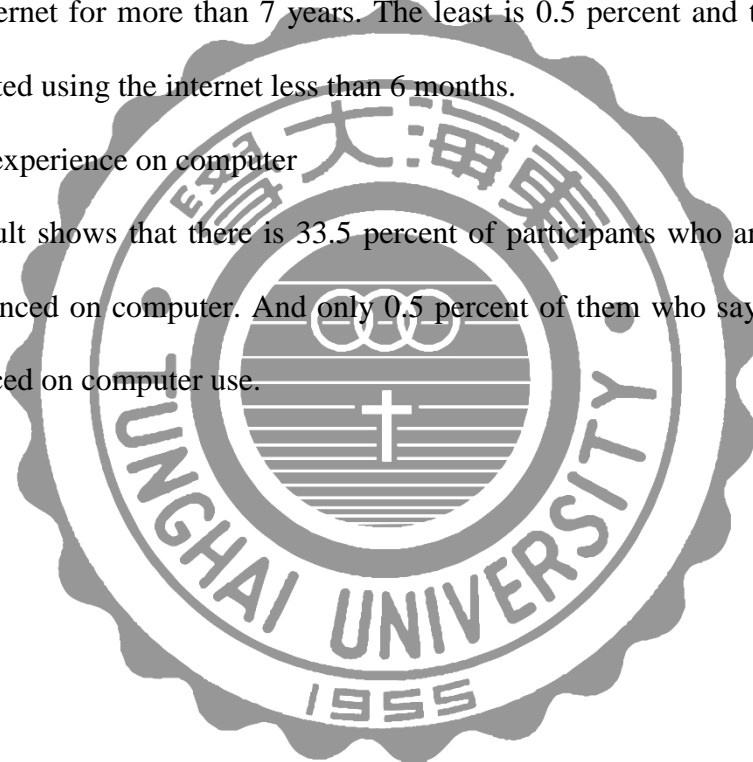 ernet for more than 7 years. The least is 0.5 percent and t
ted using the internet less than 6 months.
experience on computer
ult shows that there is 33.5 percent of participants who ar
nced on computer. And only 0.5 percent of them who say
ced on computer use.
學大海東
TUNGHAI UNIVERSITY
1955